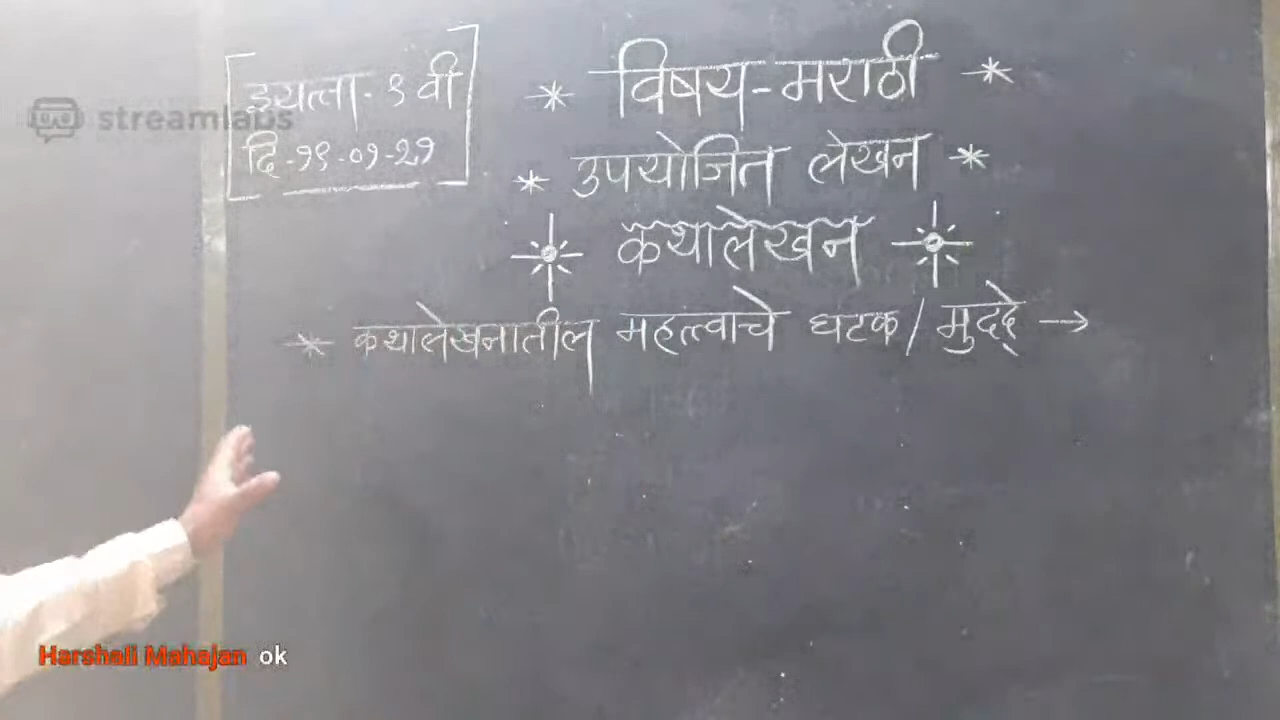 इयत्ता - ९ वी
दि - १९ - ०१ - २१
* विषय - मराठी *
* उपयोजित लेखन *
कथालेखन
* कथालेखनातील महत्त्वाचे घटक / मुद्दे →
streamlabs
Harshali Mahajan ok